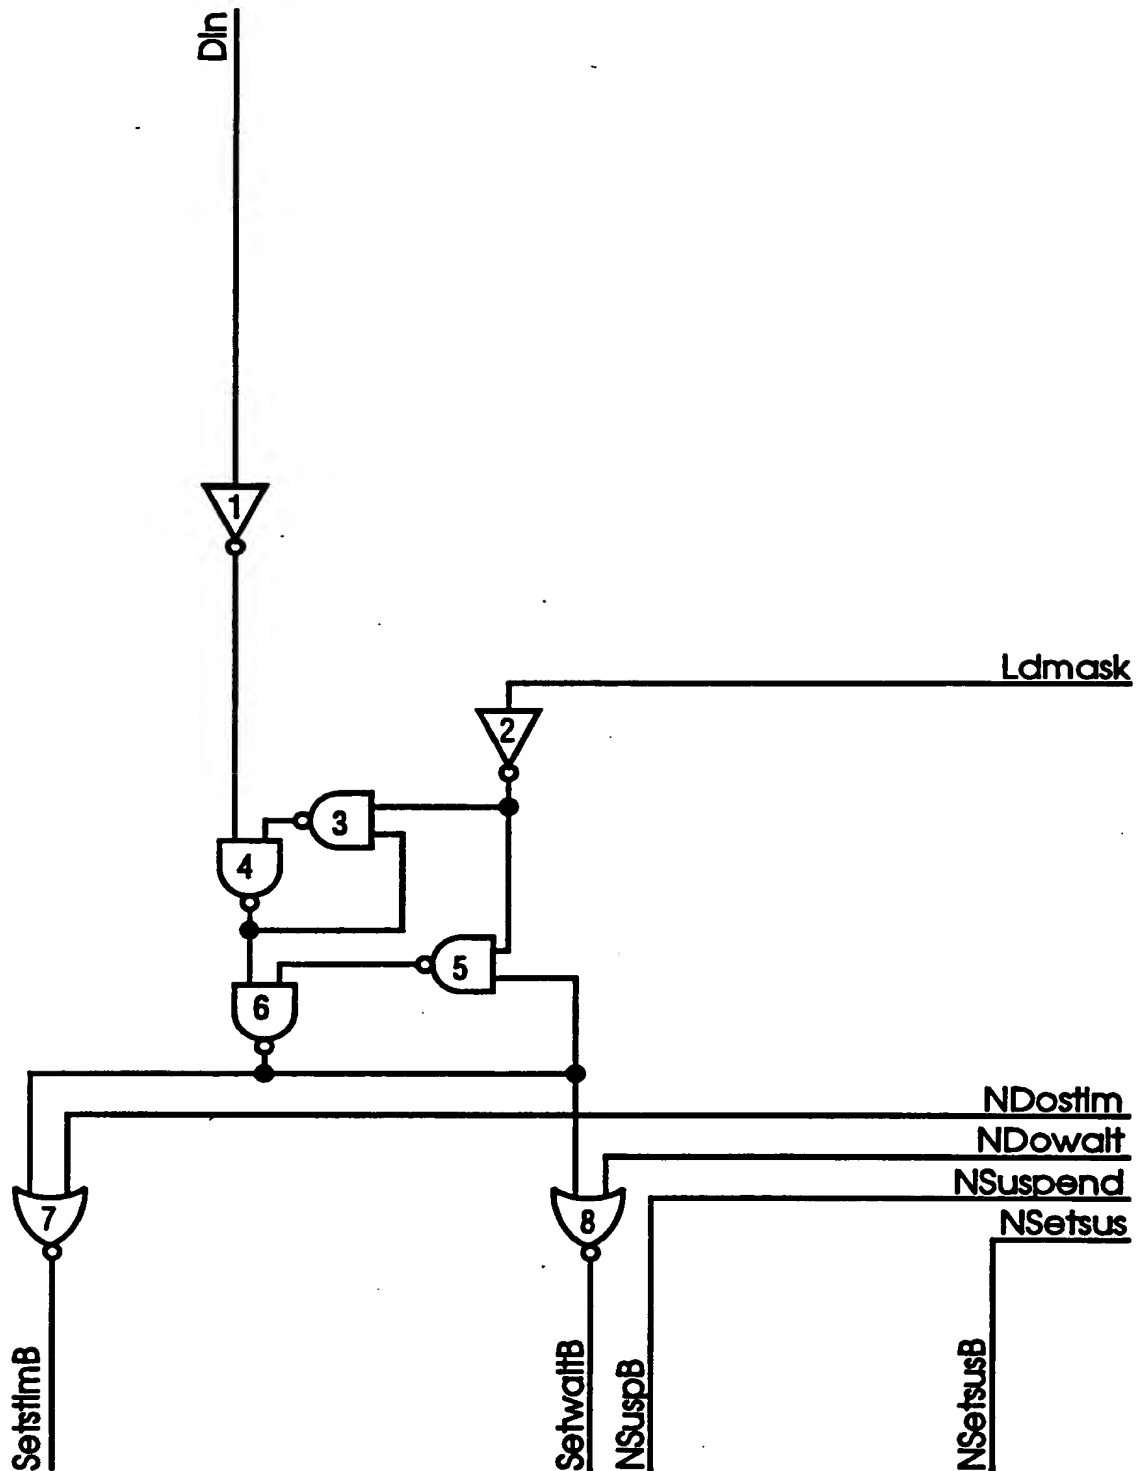 DIn
1
Ldmask
2
3
4
5
6
NDostim
NDowait
NSuspend
NSetsus
7
8
SetstimB
SetwaitB
NSuspB
NSetsusB